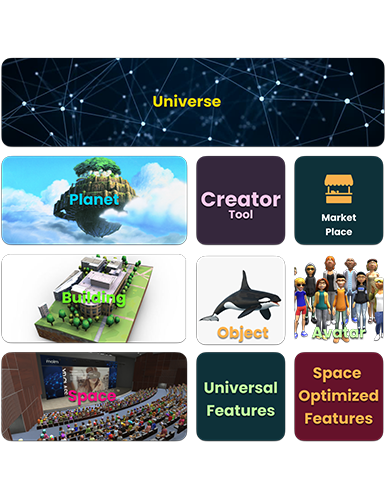 Universe
Planet
Creator
Tool
Market
Place
Building
Object
Avatar
Space
Universal
Features
Space
Optimized
Features